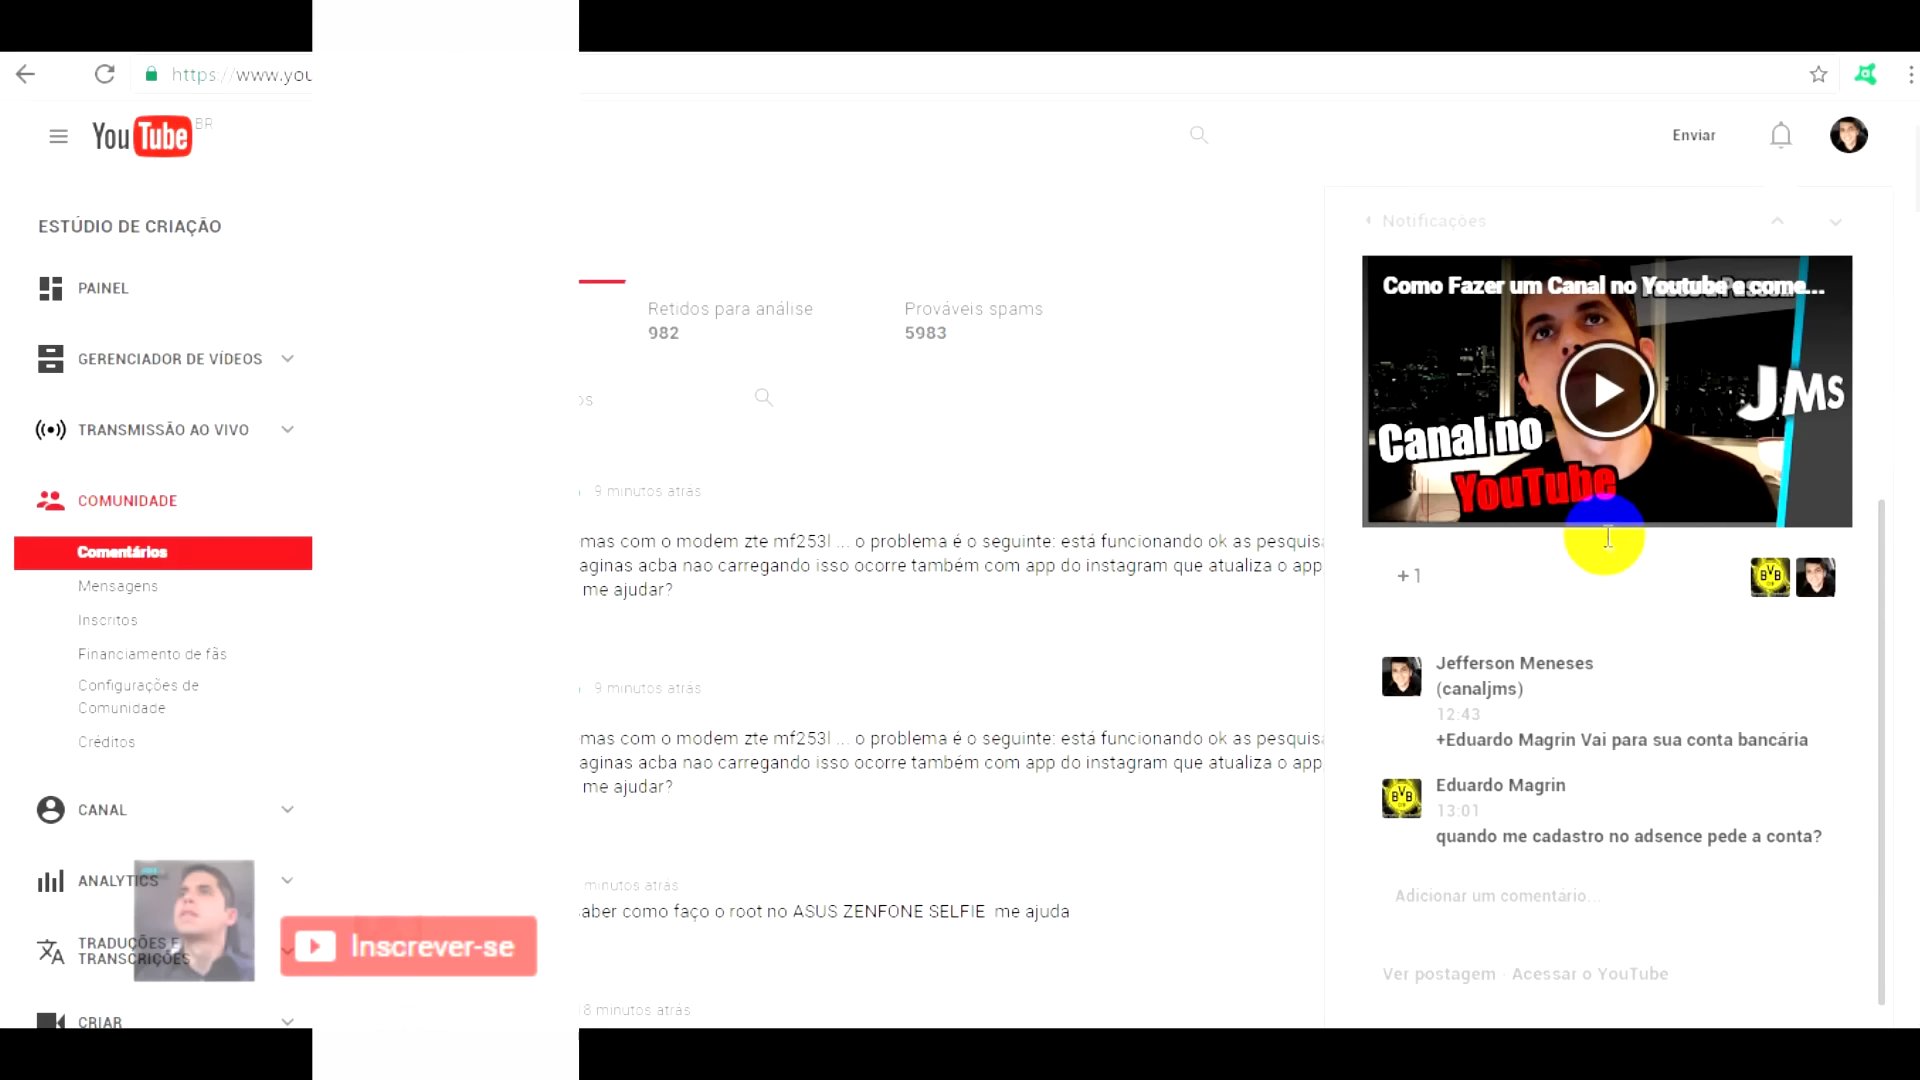 https://www.you
YouTube BR
Enviar
ESTÚDIO DE CRIAÇÃO
PAINEL
GERENCIADOR DE VÍDEOS
TRANSMISSÃO AO VIVO
COMUNIDADE
Comentários
Mensagens
Inscritos
Financiamento de fãs
Configurações de
Comunidade
Créditos
CANAL
ANALYTICS
TRADUÇÕES E
TRANSCRIÇÕES
CRIAR
Inscrever-se
Retidos para análise
982
Prováveis spams
5983
os
9 minutos atrás
mas com o modem zte mf253l ... o problema é o seguinte: está funcionando ok as pesquisa
aginas acba nao carregando isso ocorre também com app do instagram que atualiza o app
me ajudar?
9 minutos atrás
mas com o modem zte mf253l ... o problema é o seguinte: está funcionando ok as pesquisa
aginas acba nao carregando isso ocorre também com app do instagram que atualiza o app
me ajudar?
minutos atrás
aber como faço o root no ASUS ZENFONE SELFIE me ajuda
8 minutos atrás
Notificações
Como Fazer um Canal no Youtube e come...
JMS
Canal no
YouTube
+1
BVB
Jefferson Meneses
(canaljms)
12:43
+Eduardo Magrin Vai para sua conta bancária
BVB
Eduardo Magrin
13:01
quando me cadastro no adsence pede a conta?
Adicionar um comentário...
Ver postagem · Acessar o YouTube